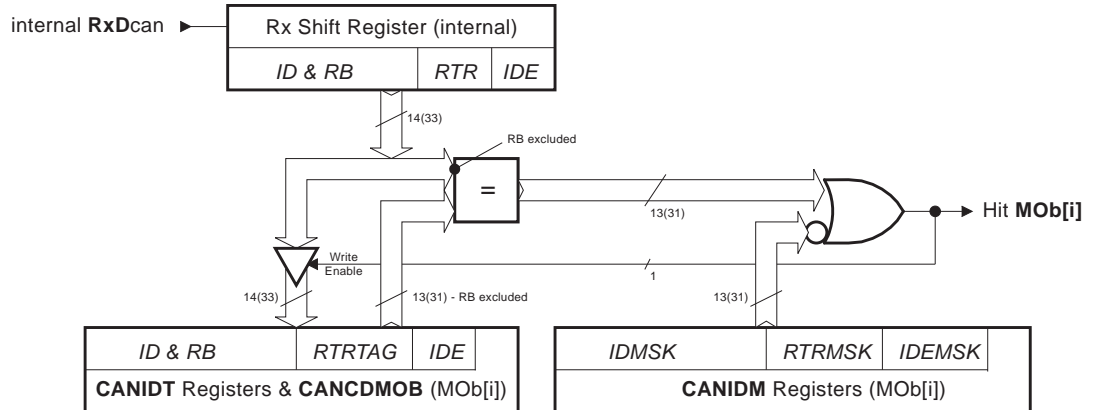 internal RxDcan
Rx Shift Register (internal)
ID & RB RTR IDE
14(33)
RB excluded
=
13(31)
Hit MOb[i]
Write
Enable
1
14(33)
13(31) - RB excluded
13(31)
ID & RB RTRTAG IDE
CANIDT Registers & CANCDMOB (MOb[i])
IDMSK RTRMSK IDEMSK
CANIDM Registers (MOb[i])